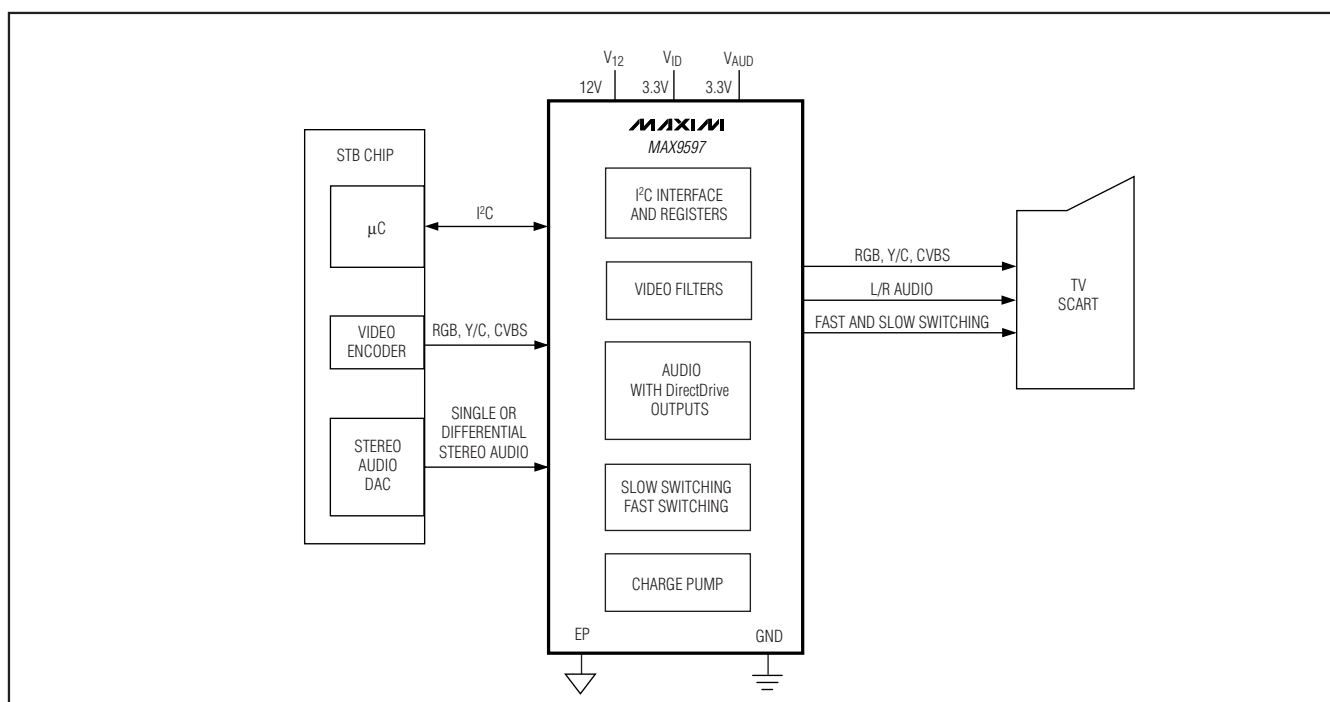 V12
VID
VAUD
12V
3.3V
3.3V
MAXIM
MAX9597
STB CHIP
µC
I²C
VIDEO
ENCODER
RGB, Y/C, CVBS
STEREO
AUDIO
DAC
SINGLE OR
DIFFERENTIAL
STEREO AUDIO
I²C INTERFACE
AND REGISTERS
VIDEO FILTERS
AUDIO
WITH DirectDrive
OUTPUTS
SLOW SWITCHING
FAST SWITCHING
CHARGE PUMP
EP
GND
RGB, Y/C, CVBS
L/R AUDIO
FAST AND SLOW SWITCHING
TV
SCART